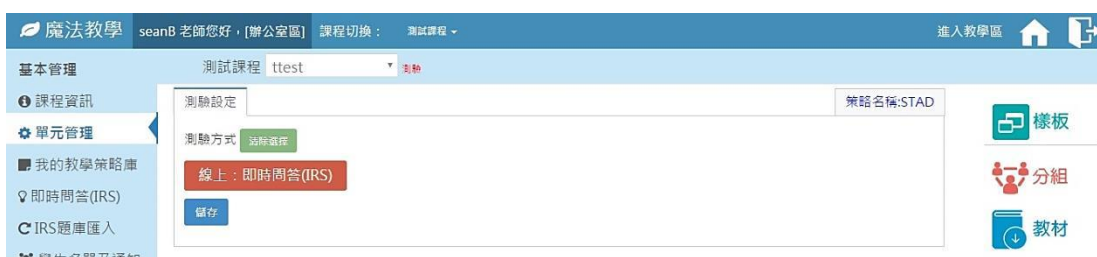 魔法教學 seanB 老師您好,[辦公室區] 課程切換: 測試課程 進入教學區
基本管理 測試課程 ttest 測驗
課程資訊 測驗設定 策略名稱:STAD
單元管理 測驗方式 清除選擇 樣板
我的教學策略庫 線上:即時問答(IRS) 分組
即時問答(IRS) 儲存
IRS題庫匯入 教材